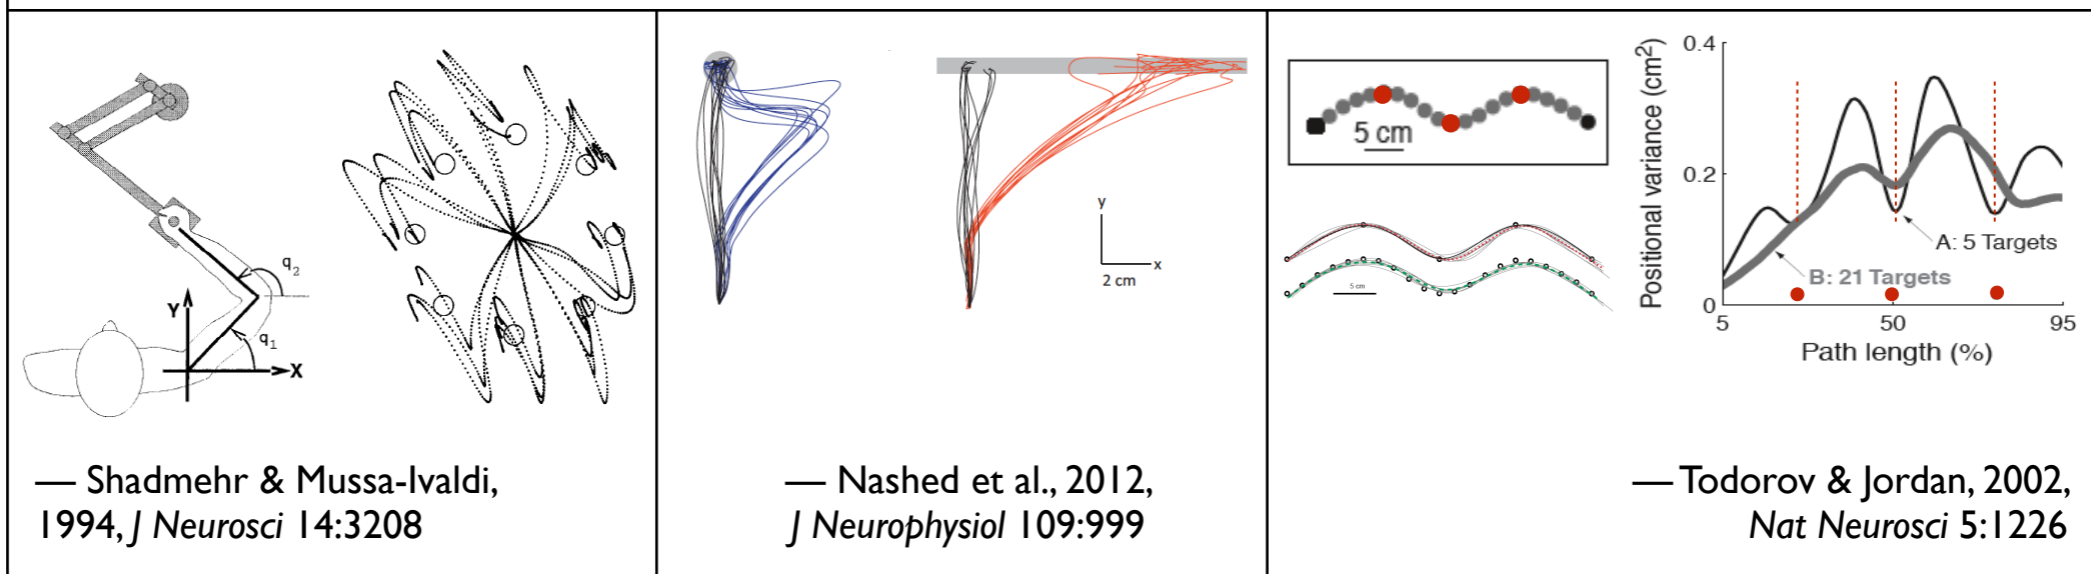 q2
Y
q1
X
— Shadmehr & Mussa-Ivaldi,
1994, J Neurosci 14:3208
y
x
2 cm
— Nashed et al., 2012,
J Neurophysiol 109:999
5 cm
5 cm
Positional variance (cm²)
0.4
0.2
0
A: 5 Targets
B: 21 Targets
5 50 95
Path length (%)
— Todorov & Jordan, 2002,
Nat Neurosci 5:1226